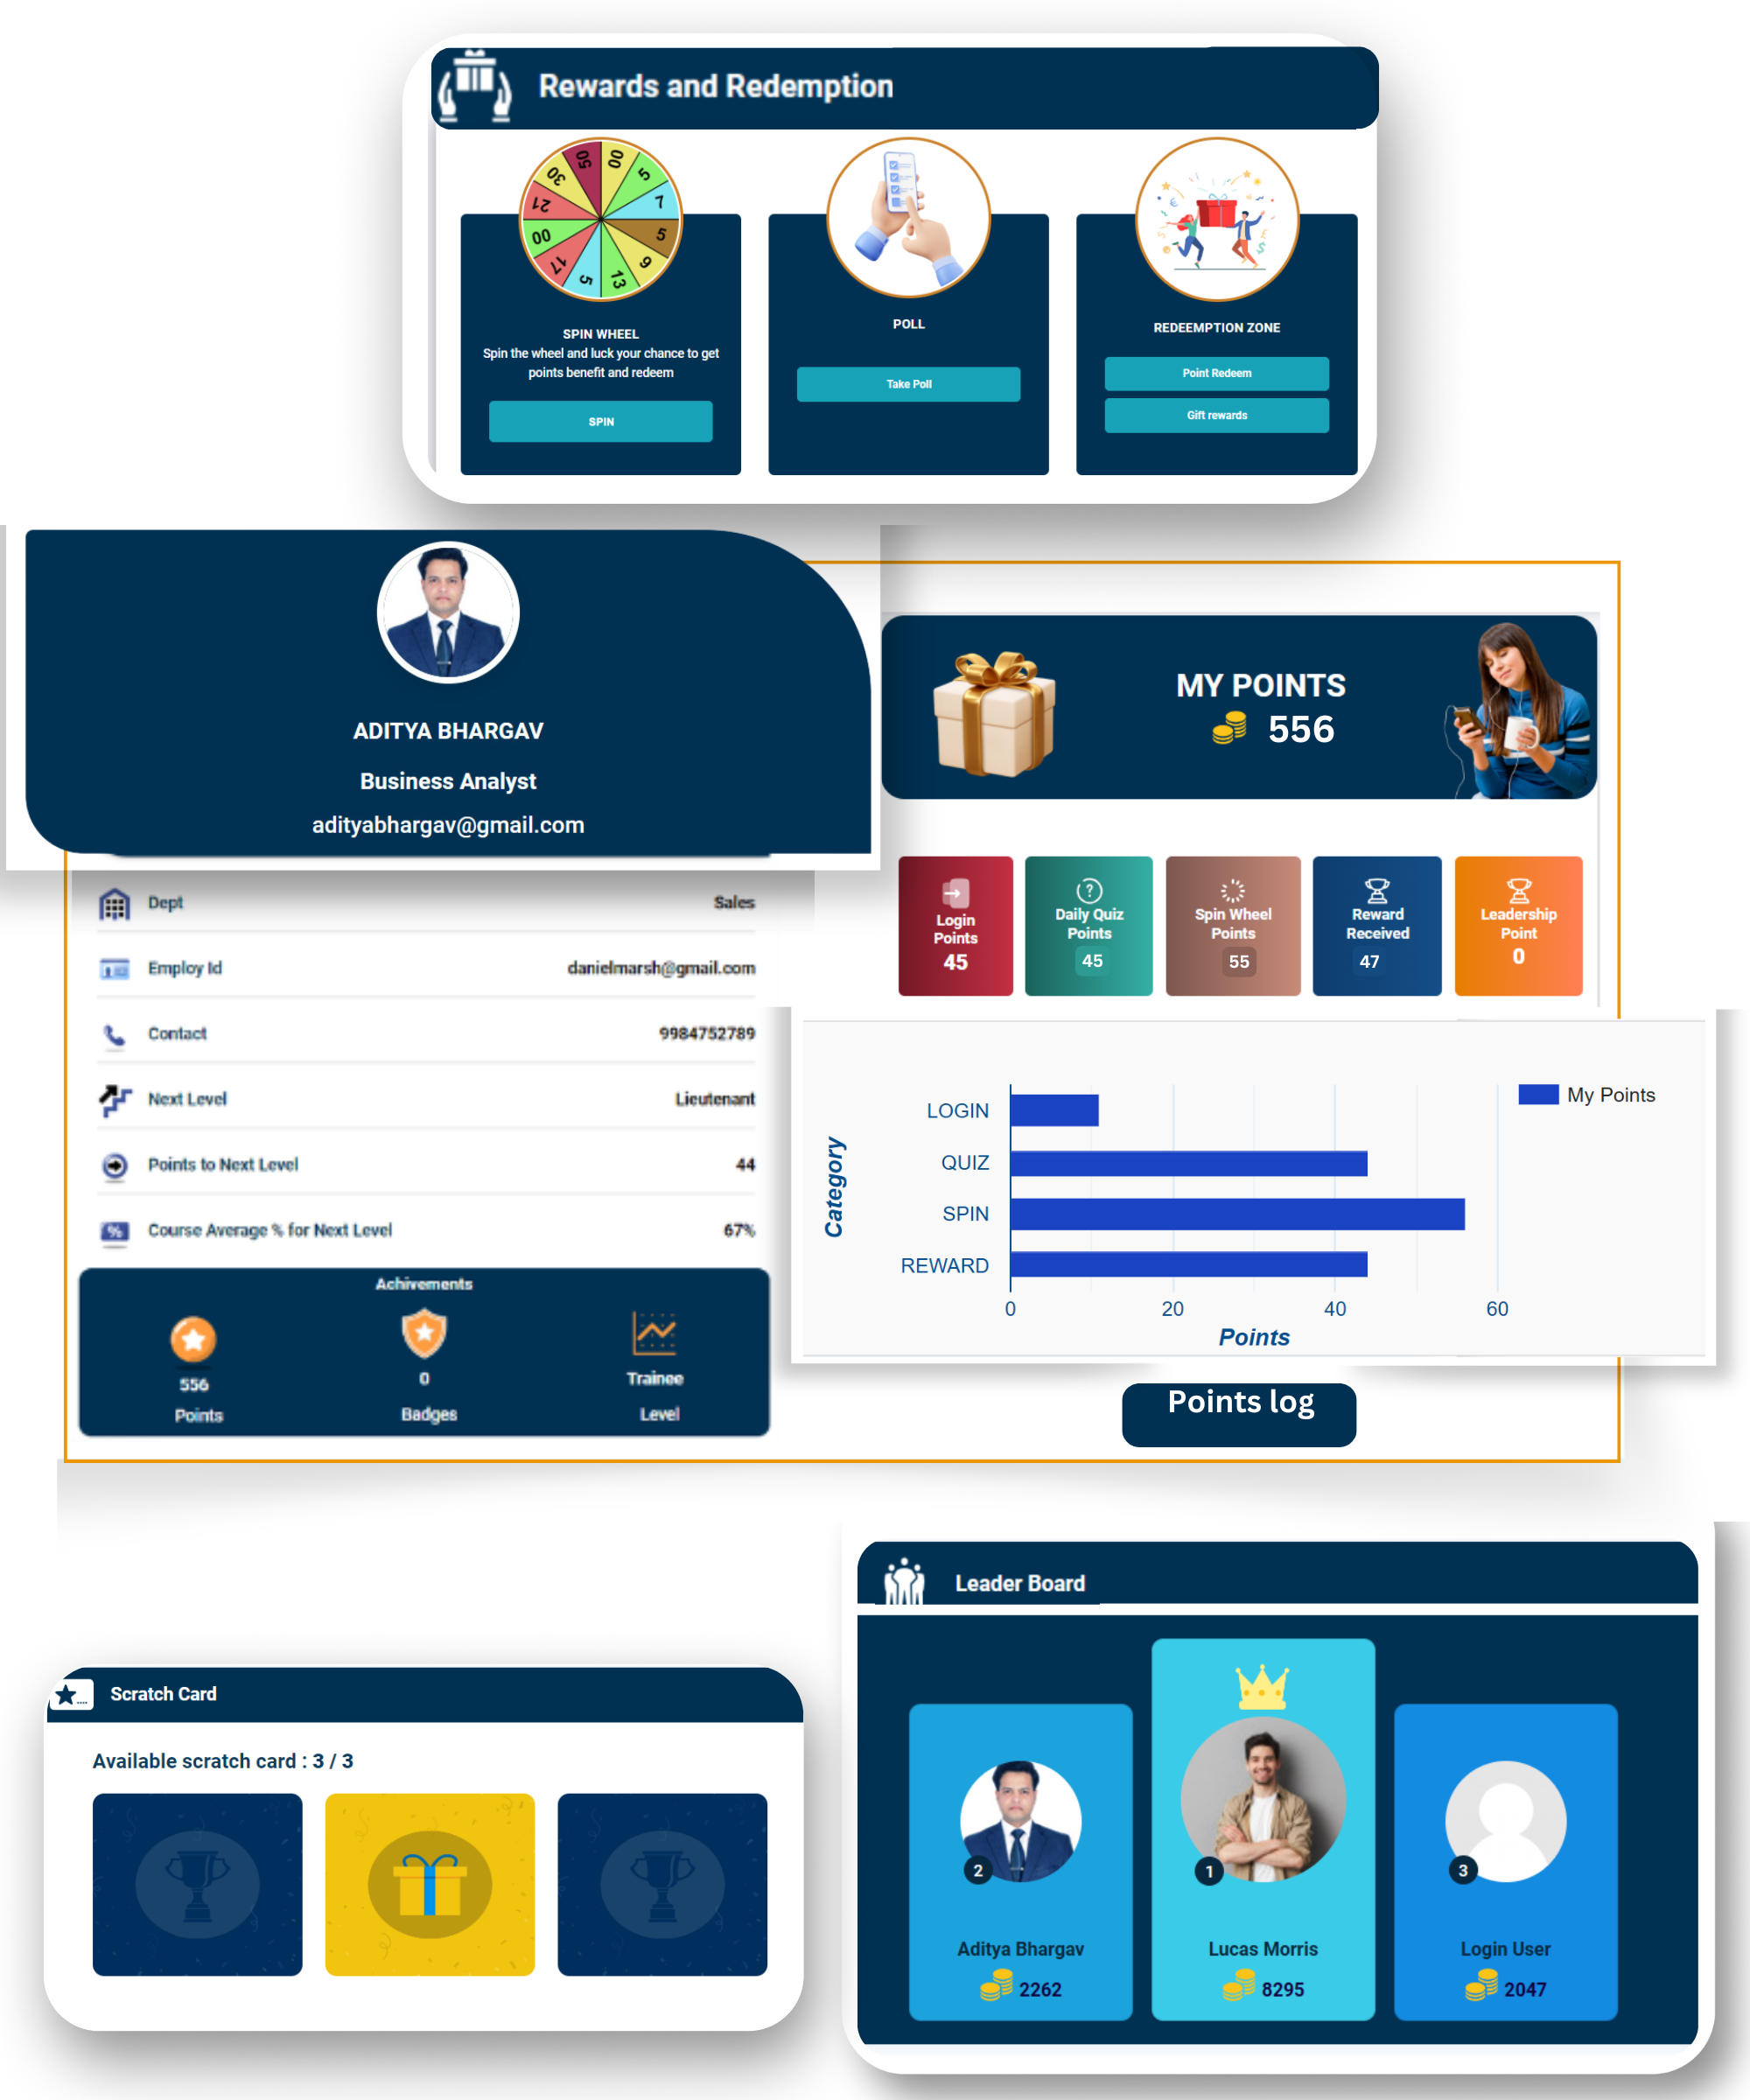 Rewards and Redemption
50
00
5
7
5
9
13
5
17
00
21
30
SPIN WHEEL
Spin the wheel and luck your chance to get
points benefit and redeem
SPIN
POLL
Take Poll
REDEEMPTION ZONE
Point Redeem
Gift rewards
ADITYA BHARGAV
Business Analyst
adityabhargav@gmail.com
Dept Sales
Employ Id danielmarsh@gmail.com
Contact 9984752789
Next Level Lieutenant
Points to Next Level 44
Course Average % for Next Level 67%
Achivements
556 0 Trainee
Points Badges Level
MY POINTS
556
Login
Points
45
Daily Quiz
Points
45
Spin Wheel
Points
55
Reward
Received
47
Leadership
Point
0
Category
LOGIN
QUIZ
SPIN
REWARD
0 20 40 60
Points
My Points
Points log
Scratch Card
Available scratch card : 3 / 3
Leader Board
2
Aditya Bhargav
2262
1
Lucas Morris
8295
3
Login User
2047